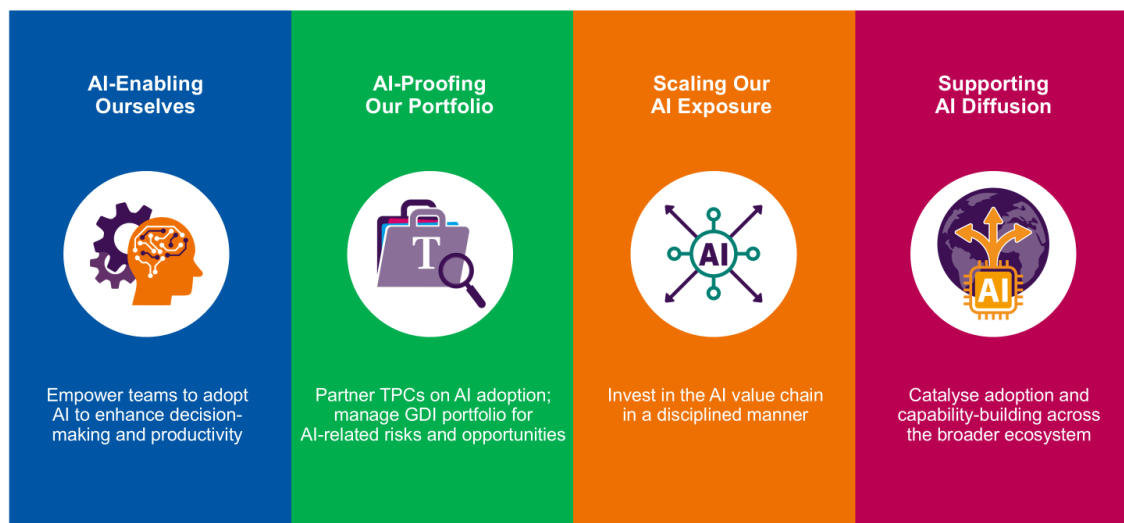 AI-Enabling
Ourselves
Empower teams to adopt
AI to enhance decision-
making and productivity
AI-Proofing
Our Portfolio
T
Partner TPCs on AI adoption;
manage GDI portfolio for
AI-related risks and opportunities
Scaling Our
AI Exposure
AI
Invest in the AI value chain
in a disciplined manner
Supporting
AI Diffusion
AI
Catalyse adoption and
capability-building across
the broader ecosystem